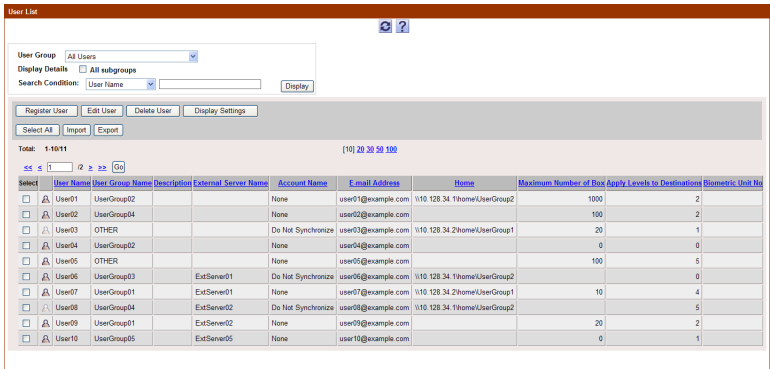 User List
?
User Group All Users
Display Details All subgroups
Search Condition: User Name Display
Register User Edit User Delete User Display Settings
Select All Import Export
Total: 1-10/11 [10] 20 30 50 100
<< < 1 /2 > >> Go
Select User Name User Group Name Description External Server Name Account Name E-mail Address Home Maximum Number of Box Apply Levels to Destinations Biometric Unit No
User01 UserGroup02 None user01@example.com \\10.128.34.1\home\UserGroup2 1000 2
User02 UserGroup04 None user02@example.com 100 2
User03 OTHER Do Not Synchronize user03@example.com \\10.128.34.2\home\UserGroup1 20 1
User04 UserGroup02 None user04@example.com 0 0
User05 OTHER None user05@example.com 100 5
User06 UserGroup03 ExtServer01 Do Not Synchronize user06@example.com \\10.128.34.1\home\UserGroup2 0
User07 UserGroup01 ExtServer01 None user07@example.com \\10.128.34.2\home\UserGroup1 10 4
User08 UserGroup04 ExtServer02 Do Not Synchronize user08@example.com \\10.128.34.1\home\UserGroup2 5
User09 UserGroup01 ExtServer02 None user09@example.com 20 2
User10 UserGroup05 ExtServer05 None user10@example.com 0 1